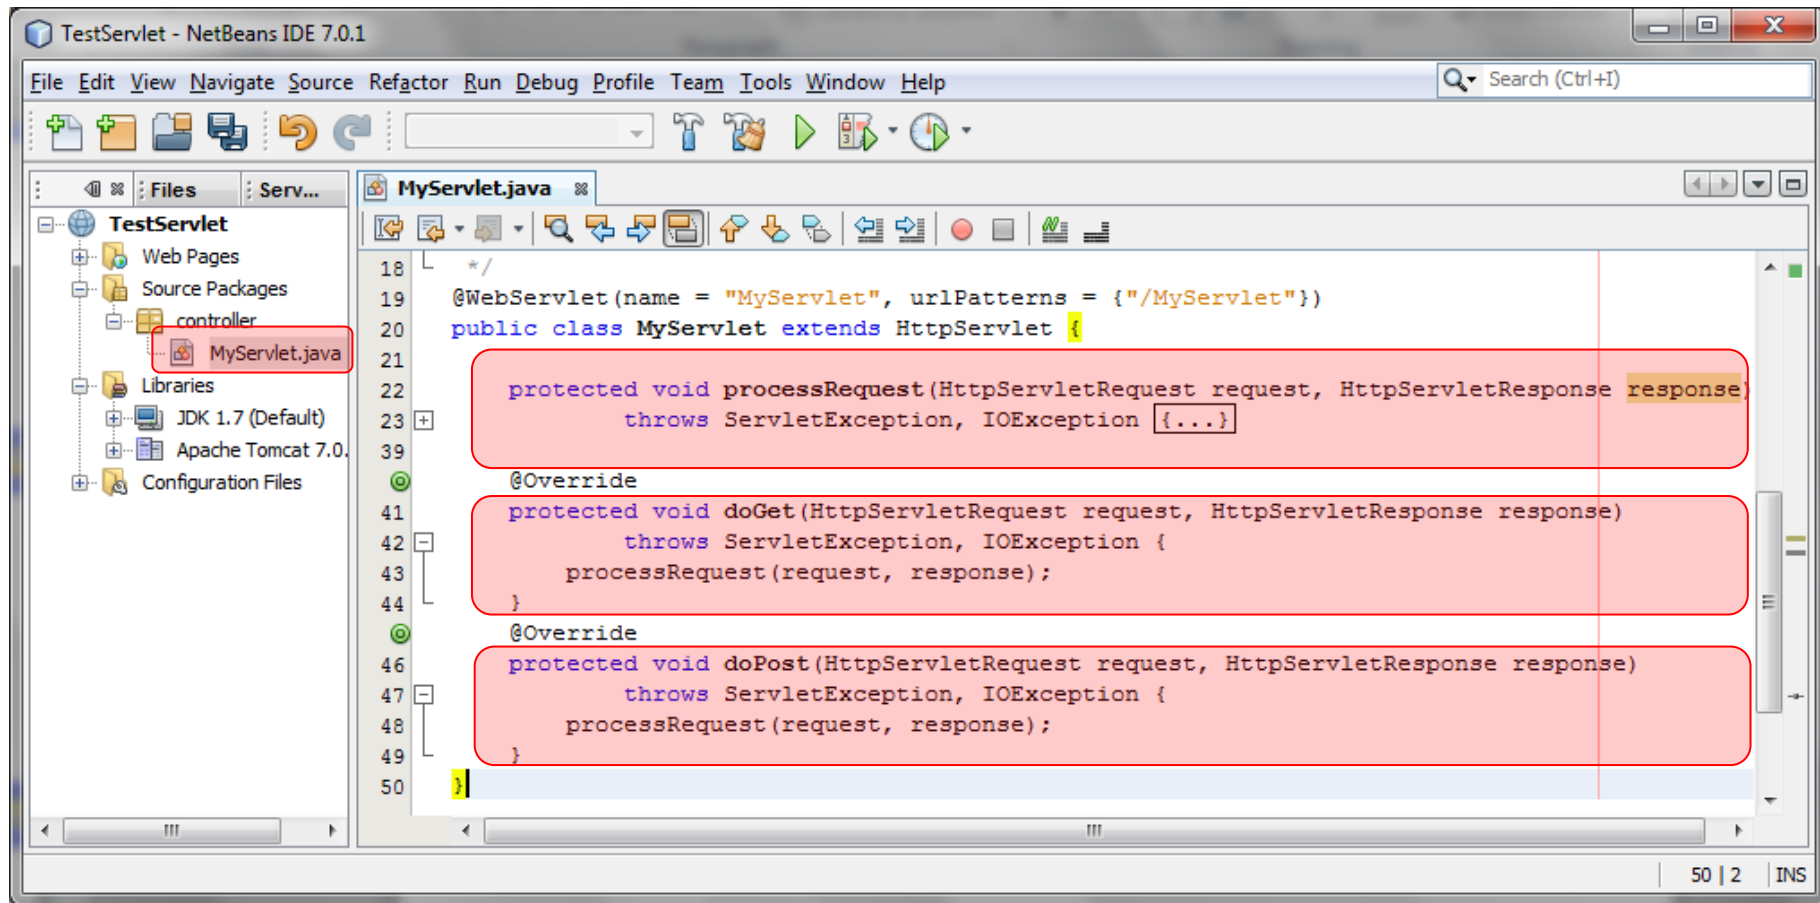 TestServlet - NetBeans IDE 7.0.1
File Edit View Navigate Source Refactor Run Debug Profile Team Tools Window Help
Search (Ctrl+I)
Files
Serv...
MyServlet.java
TestServlet
Web Pages
Source Packages
controller
MyServlet.java
Libraries
JDK 1.7 (Default)
Apache Tomcat 7.0.
Configuration Files
18 */
19 @WebServlet(name = "MyServlet", urlPatterns = {"/MyServlet"})
20 public class MyServlet extends HttpServlet {
21
22 protected void processRequest(HttpServletRequest request, HttpServletResponse response)
23 throws ServletException, IOException {...}
39
@Override
41 protected void doGet(HttpServletRequest request, HttpServletResponse response)
42 throws ServletException, IOException {
43 processRequest(request, response);
44 }
@Override
46 protected void doPost(HttpServletRequest request, HttpServletResponse response)
47 throws ServletException, IOException {
48 processRequest(request, response);
49 }
50 }
50 | 2 INS